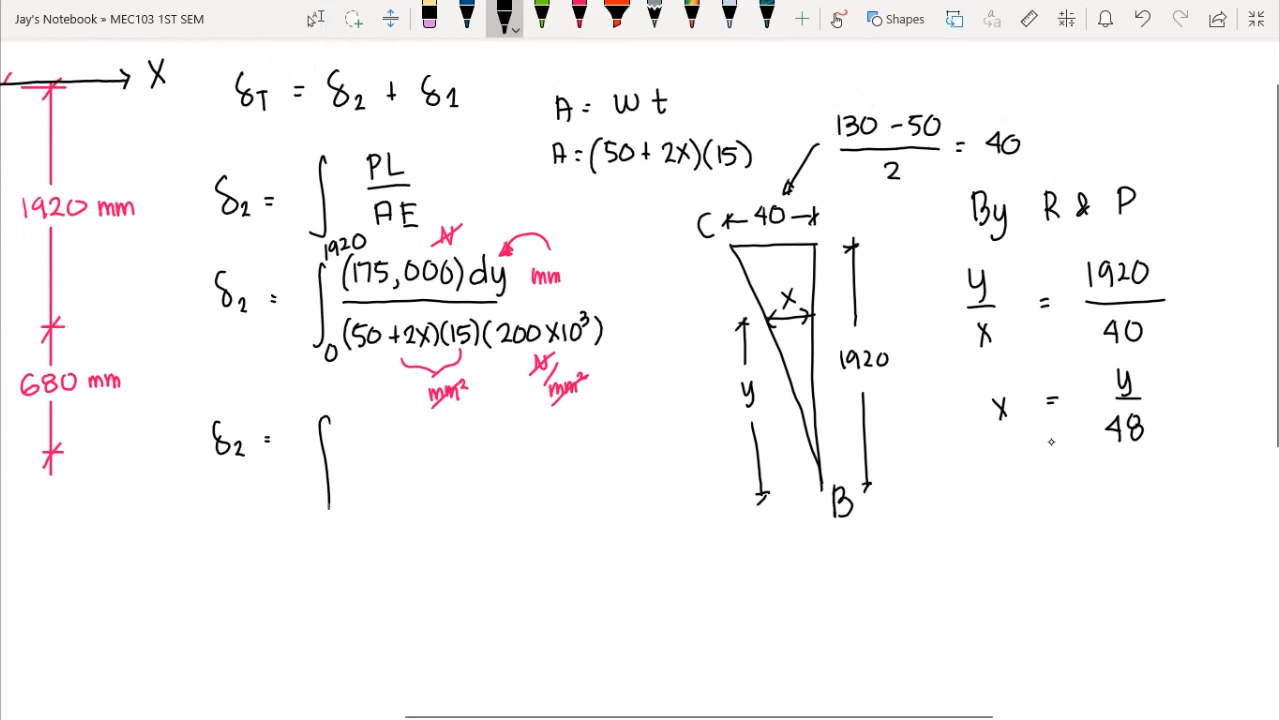 Jay's Notebook » MEC103 1ST SEM
Shapes
X
δT = δ2 + δ1
A = w t
A = (50 + 2x)(15)
130 - 50
2
= 40
1920 mm
680 mm
δ2 = ∫ PL
AE
δ2 = ∫ 1920 0
(175,000) dy
(50 + 2x)(15)(200 x 10³)
N
mm
mm²
N/mm²
δ2 = ∫
C 40
x
y
1920
B
By R & P
y/x = 1920/40
x = y/48